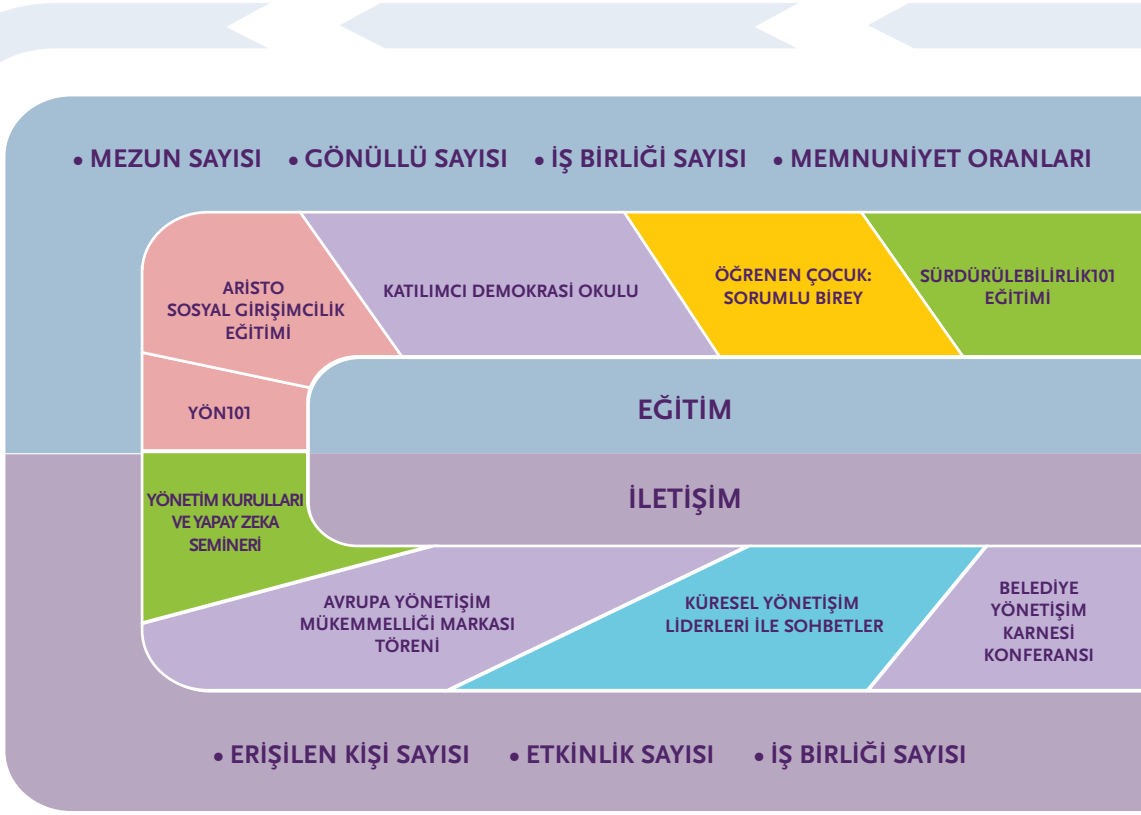 • MEZUN SAYISI • GÖNÜLLÜ SAYISI • İŞ BİRLİĞİ SAYISI • MEMNUNİYET ORANLARI
ARİSTO
SOSYAL GİRİŞİMCİLİK
EĞİTİMİ
KATILIMCI DEMOKRASİ OKULU
ÖĞRENEN ÇOCUK:
SORUMLU BİREY
SÜRDÜRÜLEBİLİRLİK101
EĞİTİMİ
YÖN101
EĞİTİM
İLETİŞİM
YÖNETİM KURULLARI
VE YAPAY ZEKA
SEMİNERİ
AVRUPA YÖNETİŞİM
MÜKEMMELLİĞİ MARKASI
TÖRENİ
KÜRESEL YÖNETİŞİM
LİDERLERİ İLE SOHBETLER
BELEDİYE
YÖNETİŞİM
KARNESİ
KONFERANSI
• ERİŞİLEN KİŞİ SAYISI • ETKİNLİK SAYISI • İŞ BİRLİĞİ SAYISI